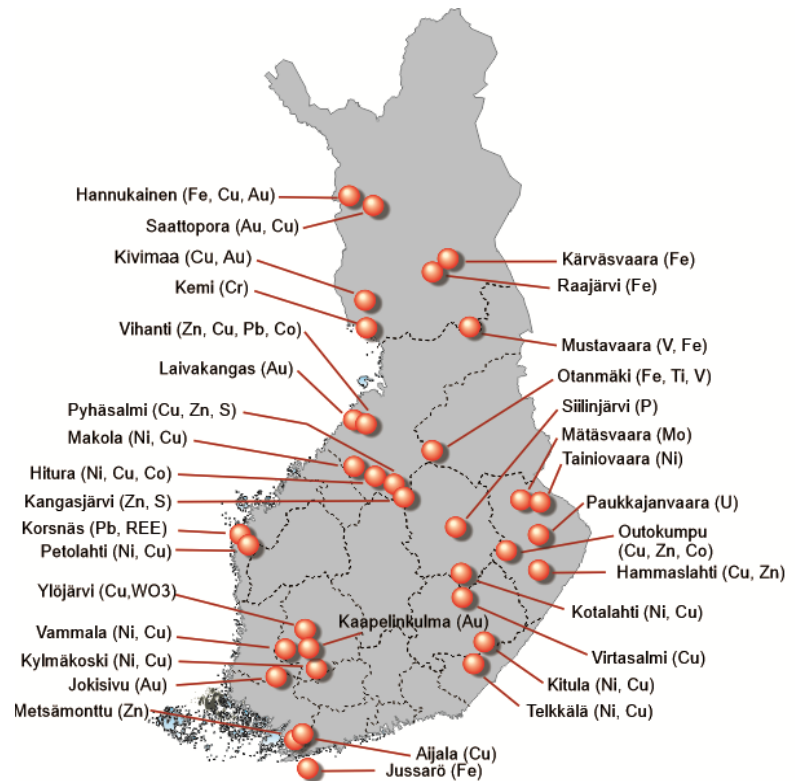 Hannukainen (Fe, Cu, Au)
Saattopora (Au, Cu)
Kivimaa (Cu, Au)
Kemi (Cr)
Vihanti (Zn, Cu, Pb, Co)
Laivakangas (Au)
Pyhäsalmi (Cu, Zn, S)
Makola (Ni, Cu)
Hitura (Ni, Cu, Co)
Kangasjärvi (Zn, S)
Korsnäs (Pb, REE)
Petolahti (Ni, Cu)
Ylöjärvi (Cu,WO3)
Kaapelinkulma (Au)
Vammala (Ni, Cu)
Kylmäkoski (Ni, Cu)
Jokisivu (Au)
Metsämonttu (Zn)
Kärväsvaara (Fe)
Raajärvi (Fe)
Mustavaara (V, Fe)
Otanmäki (Fe, Ti, V)
Siilinjärvi (P)
Mätäsvaara (Mo)
Tainiovaara (Ni)
Paukkajanvaara (U)
Outokumpu
(Cu, Zn, Co)
Hammaslahti (Cu, Zn)
Kotalahti (Ni, Cu)
Virtasalmi (Cu)
Kitula (Ni, Cu)
Telkkälä (Ni, Cu)
Aijala (Cu)
Jussarö (Fe)